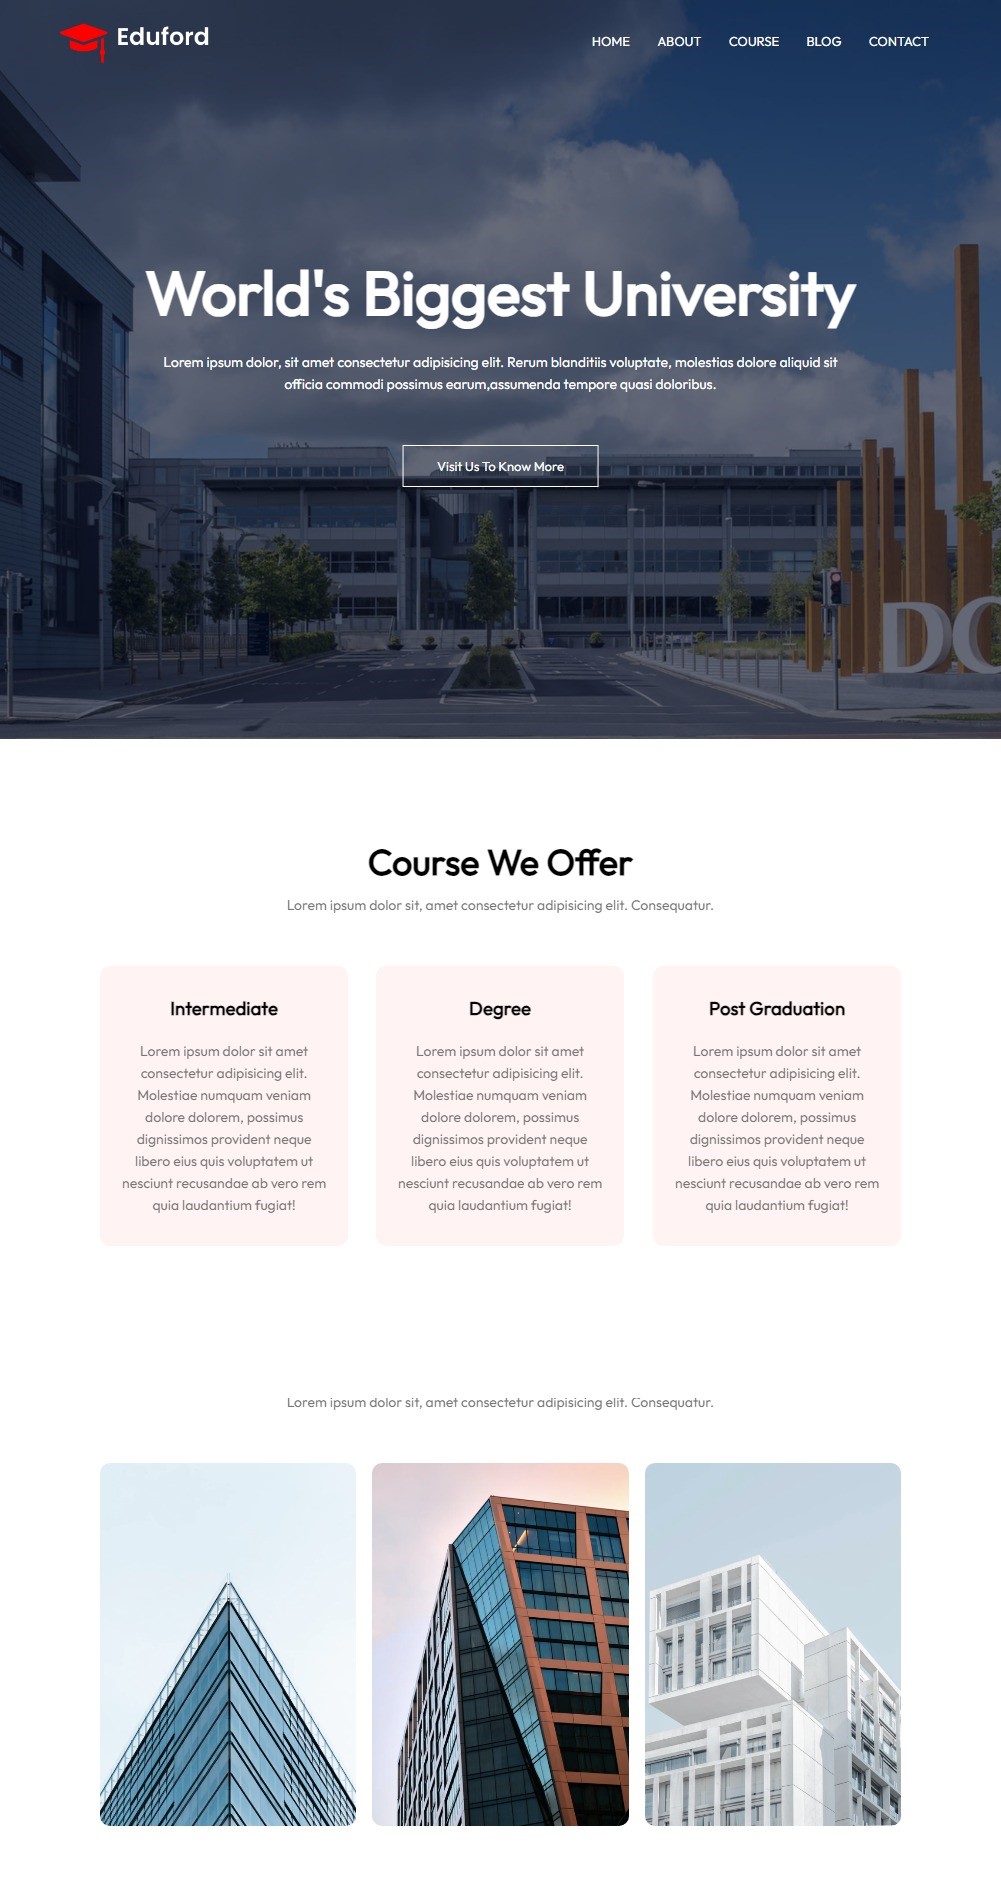 Eduford
HOME ABOUT COURSE BLOG CONTACT
World's Biggest University
Lorem ipsum dolor, sit amet consectetur adipisicing elit. Rerum blanditiis voluptate, molestias dolore aliquid sit
officia commodi possimus earum,assumenda tempore quasi doloribus.
Visit Us To Know More
DC
Course We Offer
Lorem ipsum dolor sit, amet consectetur adipisicing elit. Consequatur.
Intermediate
Lorem ipsum dolor sit amet
consectetur adipisicing elit.
Molestiae numquam veniam
dolore dolorem, possimus
dignissimos provident neque
libero eius quis voluptatem ut
nesciunt recusandae ab vero rem
quia laudantium fugiat!
Degree
Lorem ipsum dolor sit amet
consectetur adipisicing elit.
Molestiae numquam veniam
dolore dolorem, possimus
dignissimos provident neque
libero eius quis voluptatem ut
nesciunt recusandae ab vero rem
quia laudantium fugiat!
Post Graduation
Lorem ipsum dolor sit amet
consectetur adipisicing elit.
Molestiae numquam veniam
dolore dolorem, possimus
dignissimos provident neque
libero eius quis voluptatem ut
nesciunt recusandae ab vero rem
quia laudantium fugiat!
Lorem ipsum dolor sit, amet consectetur adipisicing elit. Consequatur.